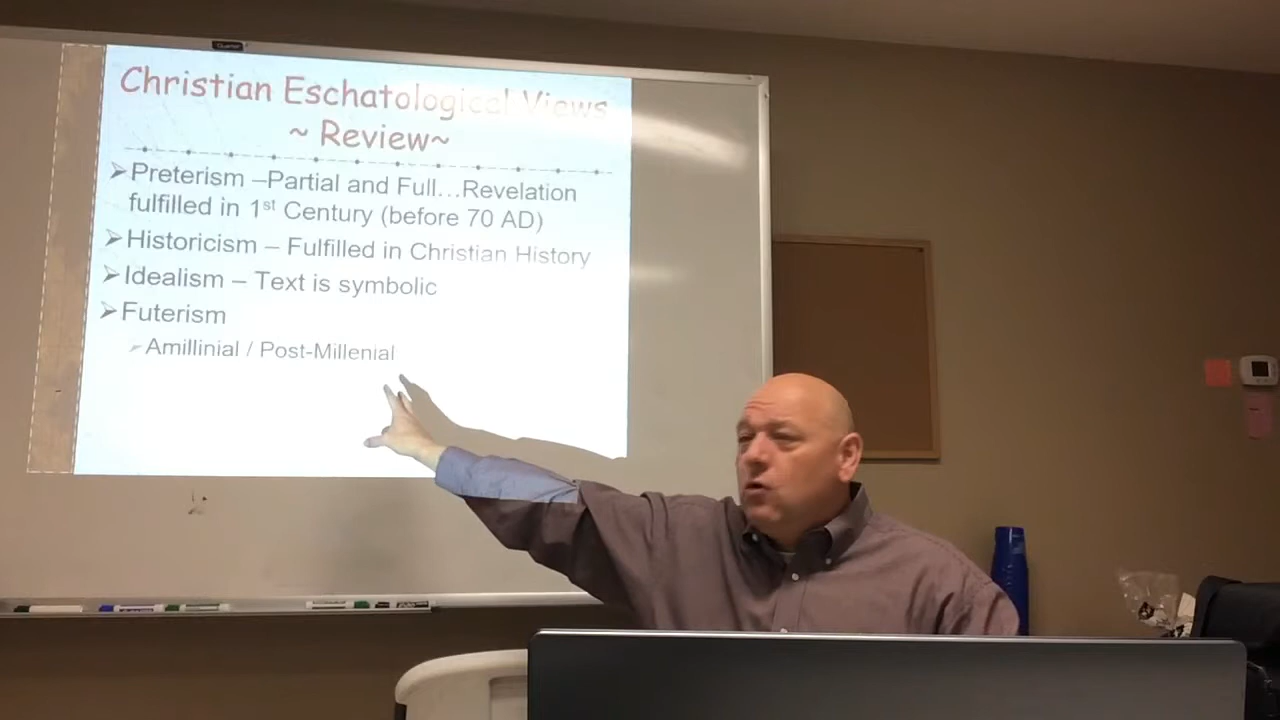 Christian Eschatological Views
~ Review~
➢Preterism –Partial and Full...Revelation
fulfilled in 1st Century (before 70 AD)
➢Historicism – Fulfilled in Christian History
➢Idealism – Text is symbolic
➢Futerism
➢Amillinial / Post-Millenial